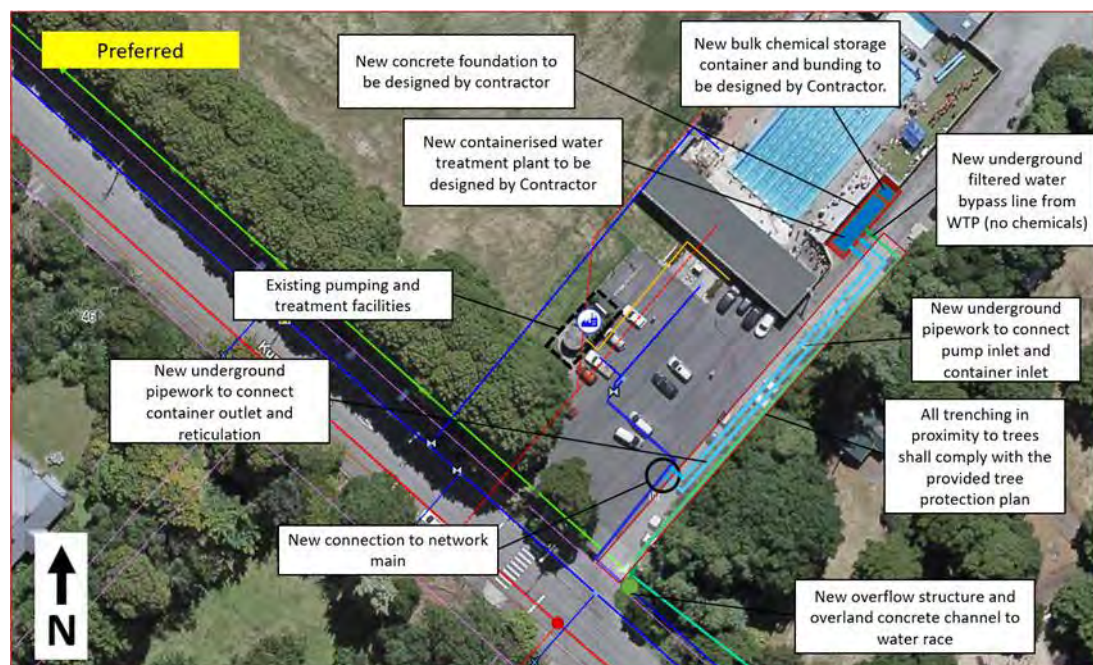 Preferred
New concrete foundation to
be designed by contractor
New bulk chemical storage
container and bunding to
be designed by Contractor.
New containerised water
treatment plant to be
designed by Contractor
New underground
filtered water
bypass line from
WTP (no chemicals)
Existing pumping and
treatment facilities
46
Ku
New underground
pipework to connect
pump inlet and
container inlet
New underground
pipework to connect
container outlet and
reticulation
All trenching in
proximity to trees
shall comply with the
provided tree
protection plan
New connection to network
main
New overflow structure and
overland concrete channel to
water race
N